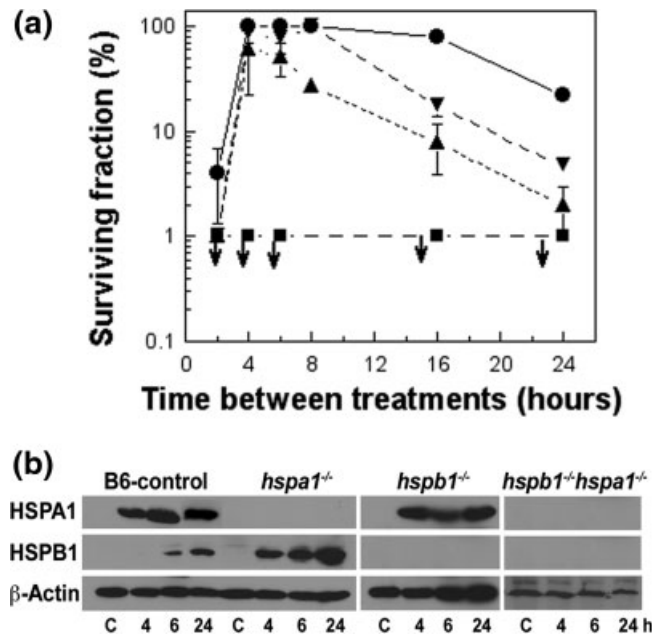 (a)
Surviving fraction (%)
100
10
1
0.1
0 4 8 12 16 20 24
Time between treatments (hours)
(b)
B6-control hspa1-/- hspb1-/- hspb1-/-hspa1-/-
HSPA1
HSPB1
β-Actin
C 4 6 24 C 4 6 24 C 4 6 24 C 4 6 24 h